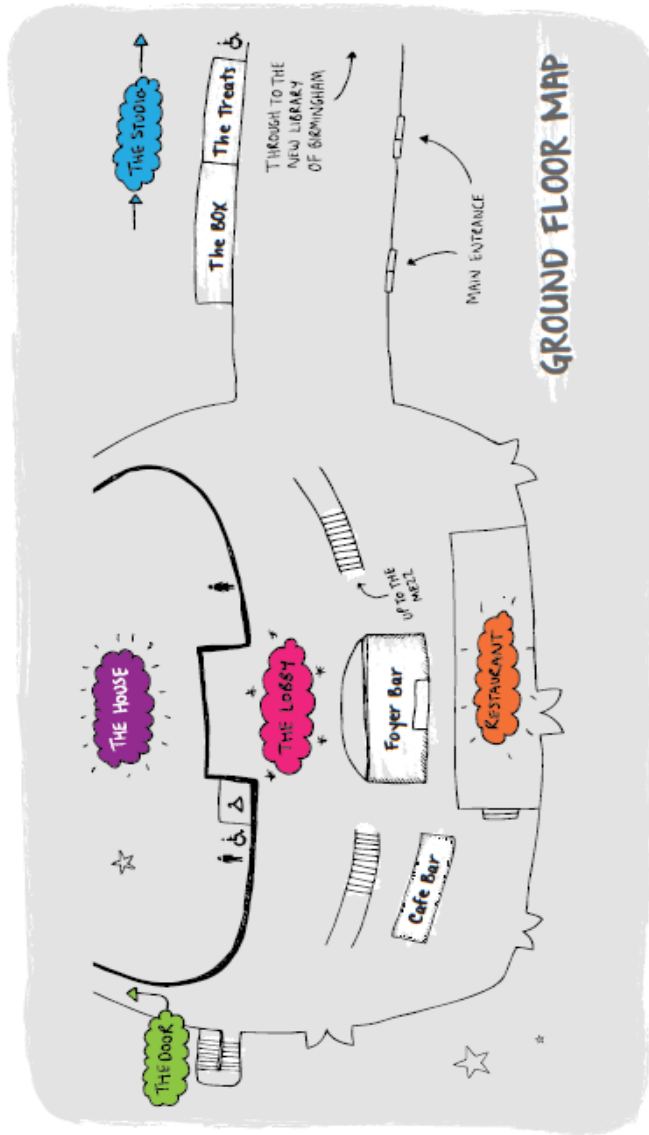 GROUND FLOOR MAP
THE STUDIO
The BOX
The Treats
THROUGH TO THE
NEW LIBRARY
OF BIRMINGHAM
MAIN ENTRANCE
THE HOUSE
THE LOBBY
UP TO THE
MEZZ
Foyer Bar
RESTAURANT
Cafe Bar
THE DOOR